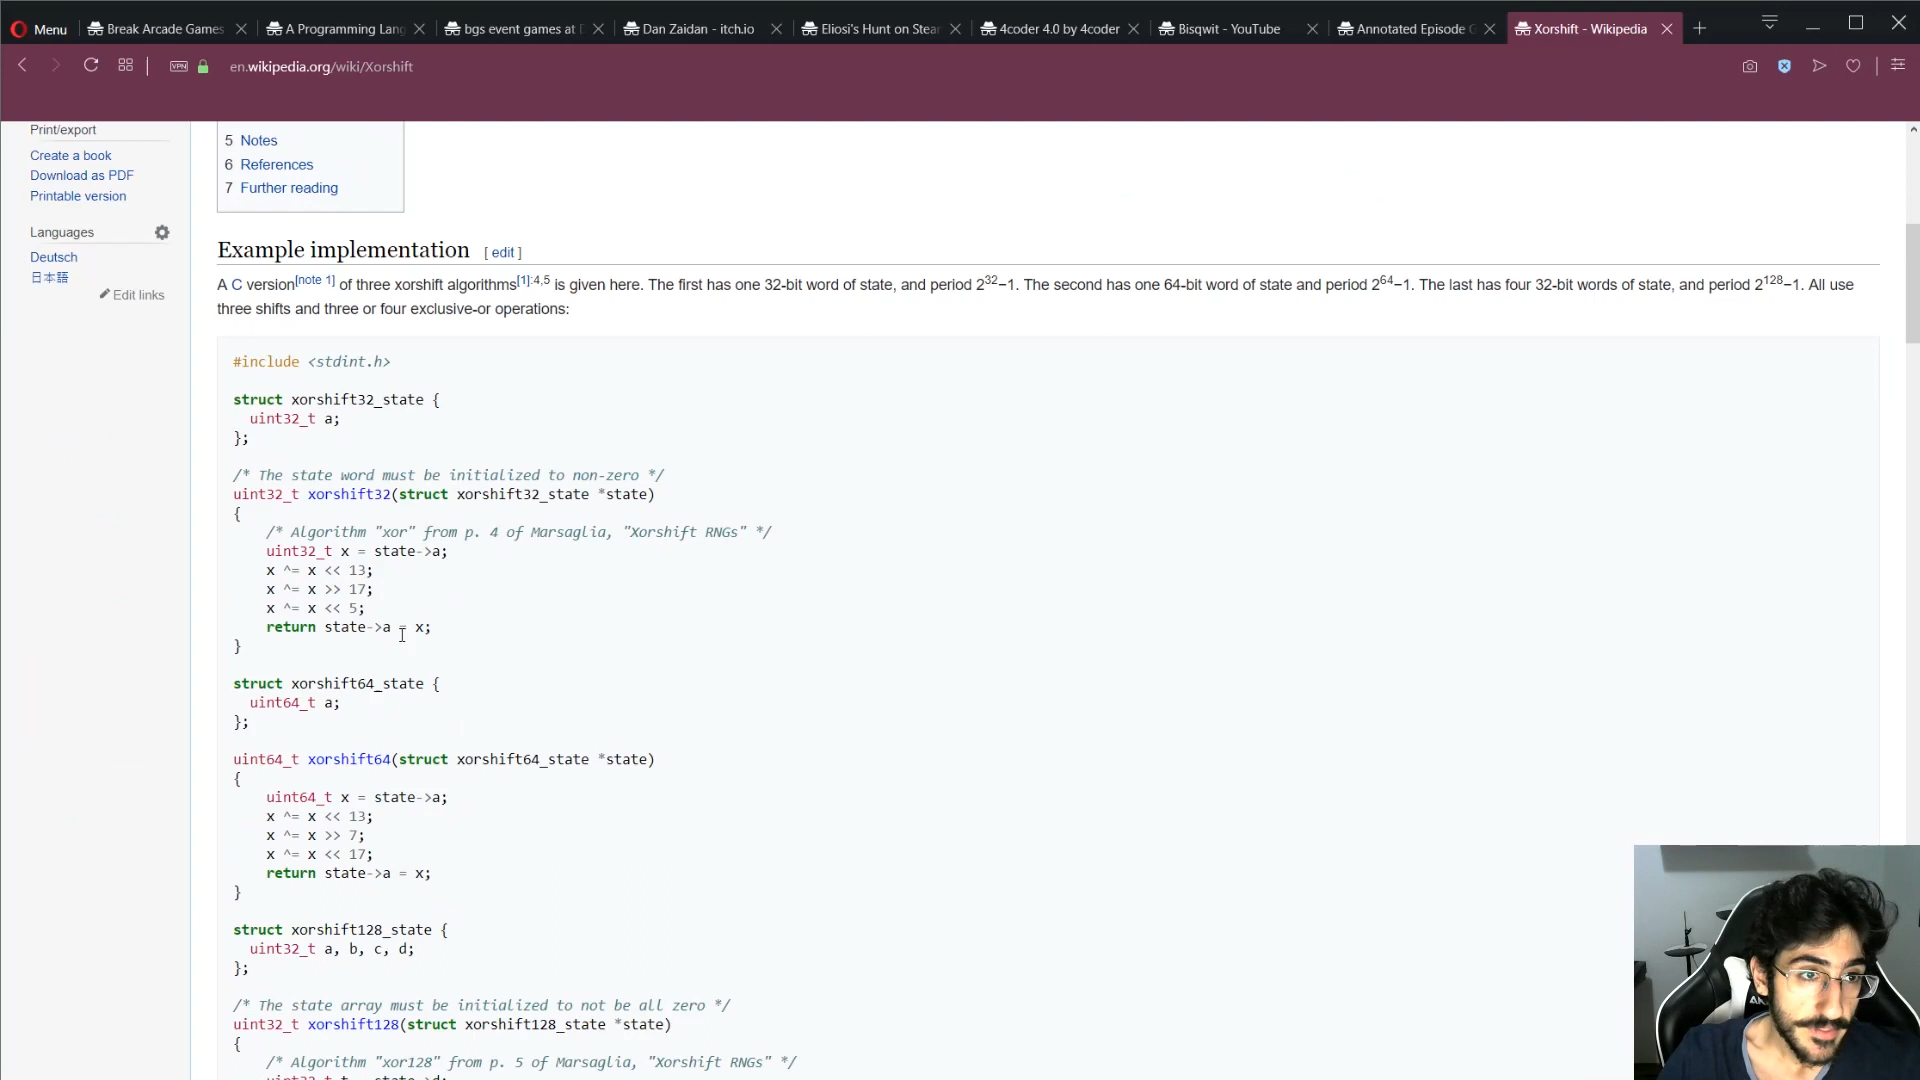 Menu
Break Arcade Games
A Programming Lang
bgs event games at
Dan Zaidan - itch.io
Eliosi's Hunt on Stea
4coder 4.0 by 4coder
Bisqwit - YouTube
Annotated Episode G
Xorshift - Wikipedia
VPN
en.wikipedia.org/wiki/Xorshift
Print/export
Create a book
Download as PDF
Printable version
Languages
Deutsch
日本語
Edit links
5 Notes
6 References
7 Further reading
Example implementation [ edit ]
A C version[note 1] of three xorshift algorithms[1]:4,5 is given here. The first has one 32-bit word of state, and period 2^32−1. The second has one 64-bit word of state and period 2^64−1. The last has four 32-bit words of state, and period 2^128−1. All use
three shifts and three or four exclusive-or operations:
#include <stdint.h>
struct xorshift32_state {
uint32_t a;
};
/* The state word must be initialized to non-zero */
uint32_t xorshift32(struct xorshift32_state *state)
{
/* Algorithm "xor" from p. 4 of Marsaglia, "Xorshift RNGs" */
uint32_t x = state->a;
x ^= x << 13;
x ^= x >> 17;
x ^= x << 5;
return state->a = x;
}
struct xorshift64_state {
uint64_t a;
};
uint64_t xorshift64(struct xorshift64_state *state)
{
uint64_t x = state->a;
x ^= x << 13;
x ^= x >> 7;
x ^= x << 17;
return state->a = x;
}
struct xorshift128_state {
uint32_t a, b, c, d;
};
/* The state array must be initialized to not be all zero */
uint32_t xorshift128(struct xorshift128_state *state)
{
/* Algorithm "xor128" from p. 5 of Marsaglia, "Xorshift RNGs" */